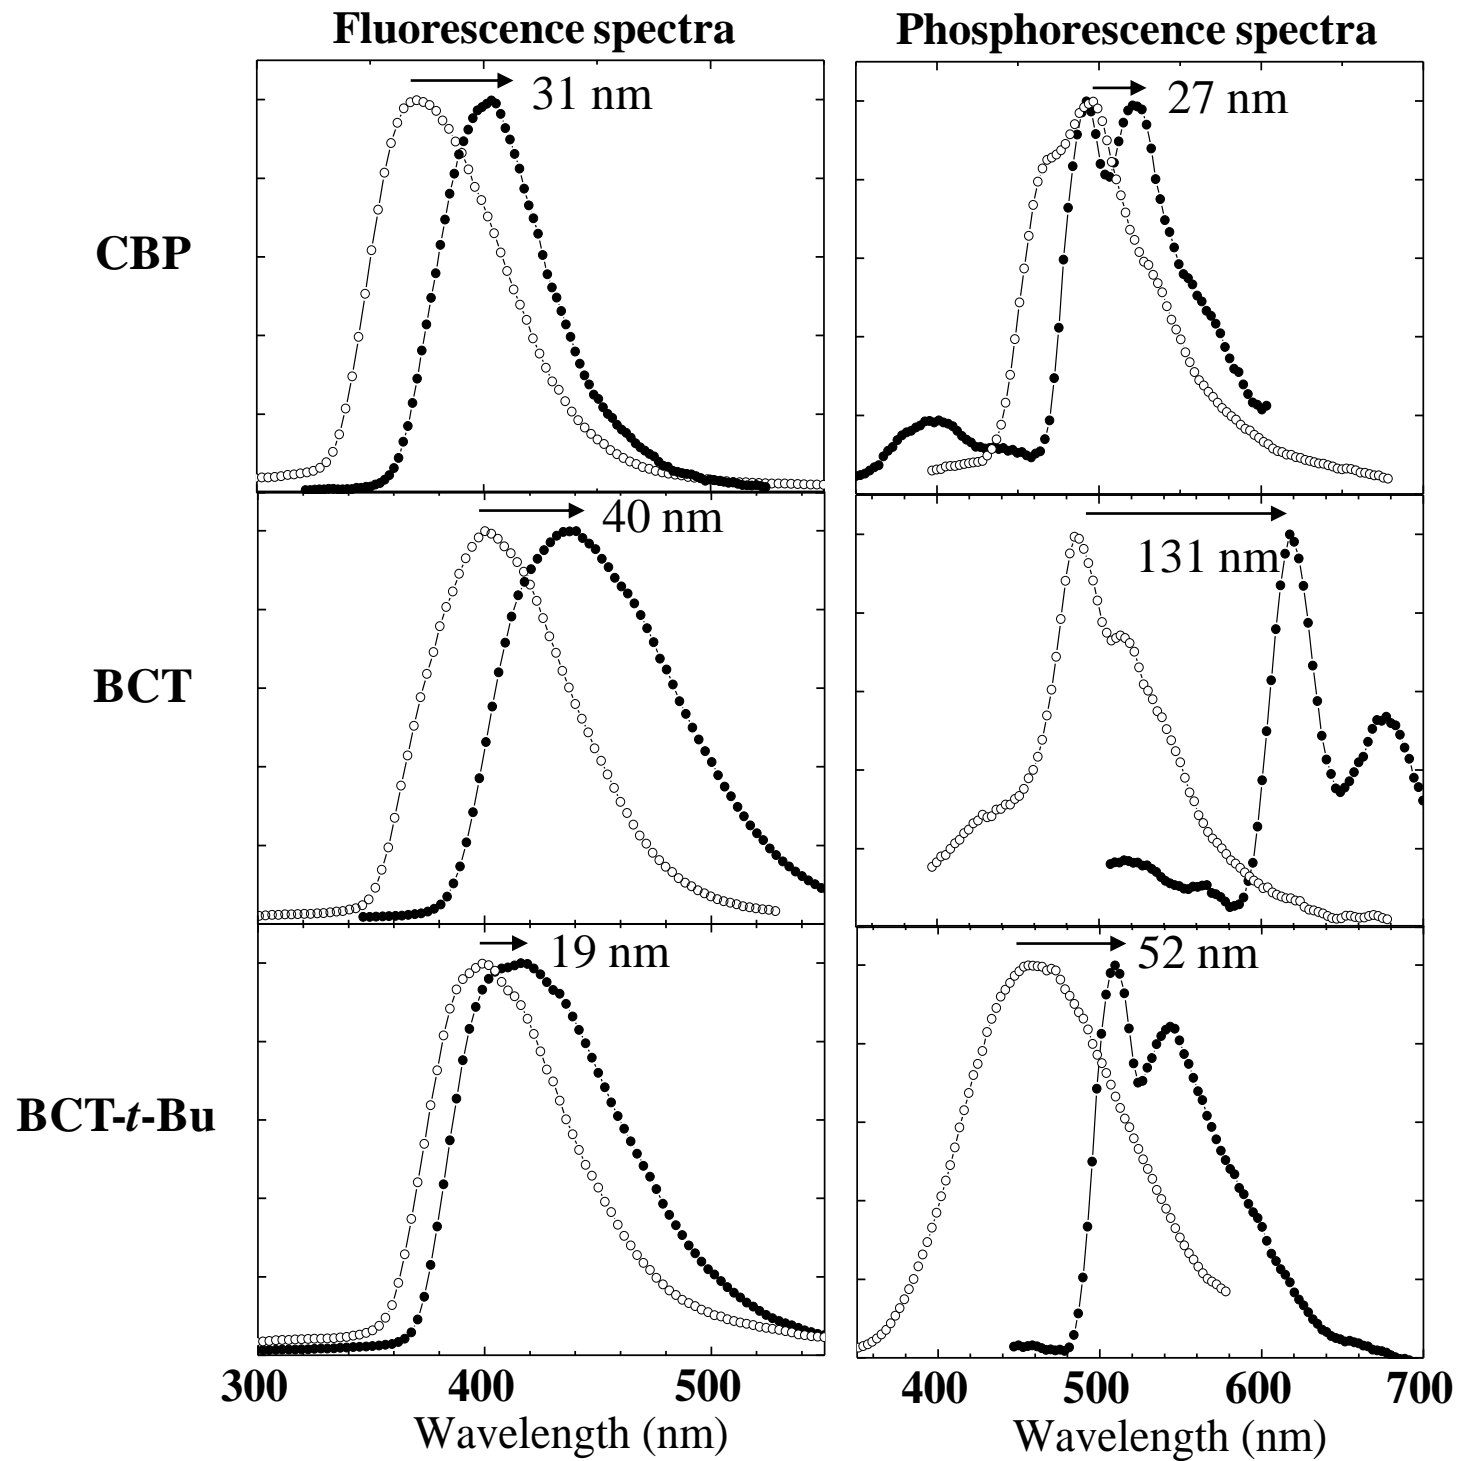 Fluorescence spectra
Phosphorescence spectra
CBP
31 nm
27 nm
BCT
40 nm
131 nm
BCT-t-Bu
19 nm
52 nm
300 400 500
400 500 600 700
Wavelength (nm)
Wavelength (nm)